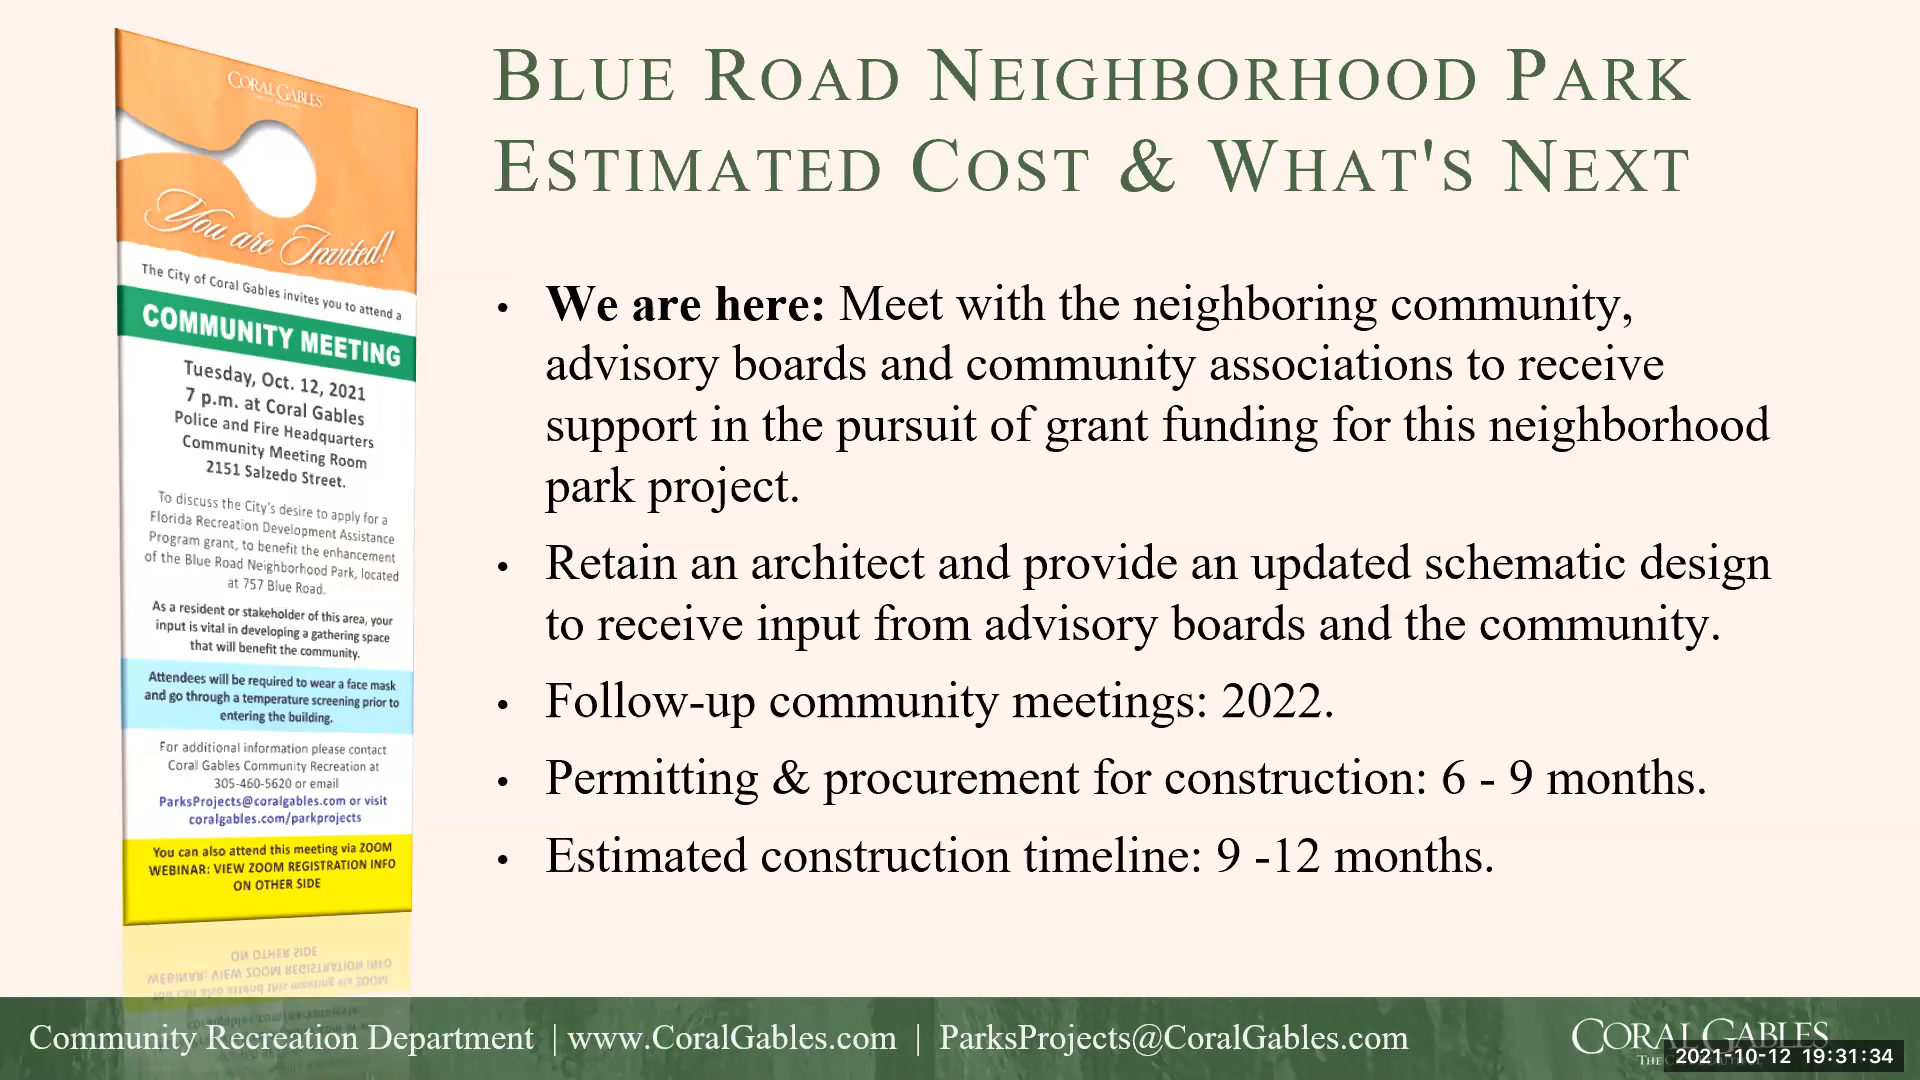 CORAL GABLES
You are Invited!
The City of Coral Gables invites you to attend a
COMMUNITY MEETING
Tuesday, Oct. 12, 2021
7 p.m. at Coral Gables
Police and Fire Headquarters
Community Meeting Room
2151 Salzedo Street.
To discuss the City's desire to apply for a
Florida Recreation Development Assistance
Program grant, to benefit the enhancement
of the Blue Road Neighborhood Park, located
at 757 Blue Road.
As a resident or stakeholder of this area, your
input is vital in developing a gathering space
that will benefit the community.
Attendees will be required to wear a face mask
and go through a temperature screening prior to
entering the building.
For additional information please contact
Coral Gables Community Recreation at
305-460-5620 or email
ParksProjects@coralgables.com or visit
coralgables.com/parkprojects
You can also attend this meeting via ZOOM
WEBINAR: VIEW ZOOM REGISTRATION INFO
ON OTHER SIDE
BLUE ROAD NEIGHBORHOOD PARK
ESTIMATED COST & WHAT'S NEXT
• We are here: Meet with the neighboring community,
advisory boards and community associations to receive
support in the pursuit of grant funding for this neighborhood
park project.
• Retain an architect and provide an updated schematic design
to receive input from advisory boards and the community.
• Follow-up community meetings: 2022.
• Permitting & procurement for construction: 6 - 9 months.
• Estimated construction timeline: 9 -12 months.
Community Recreation Department | www.CoralGables.com | ParksProjects@CoralGables.com
CORAL GABLES
THE
2021-10-12 19:31:34